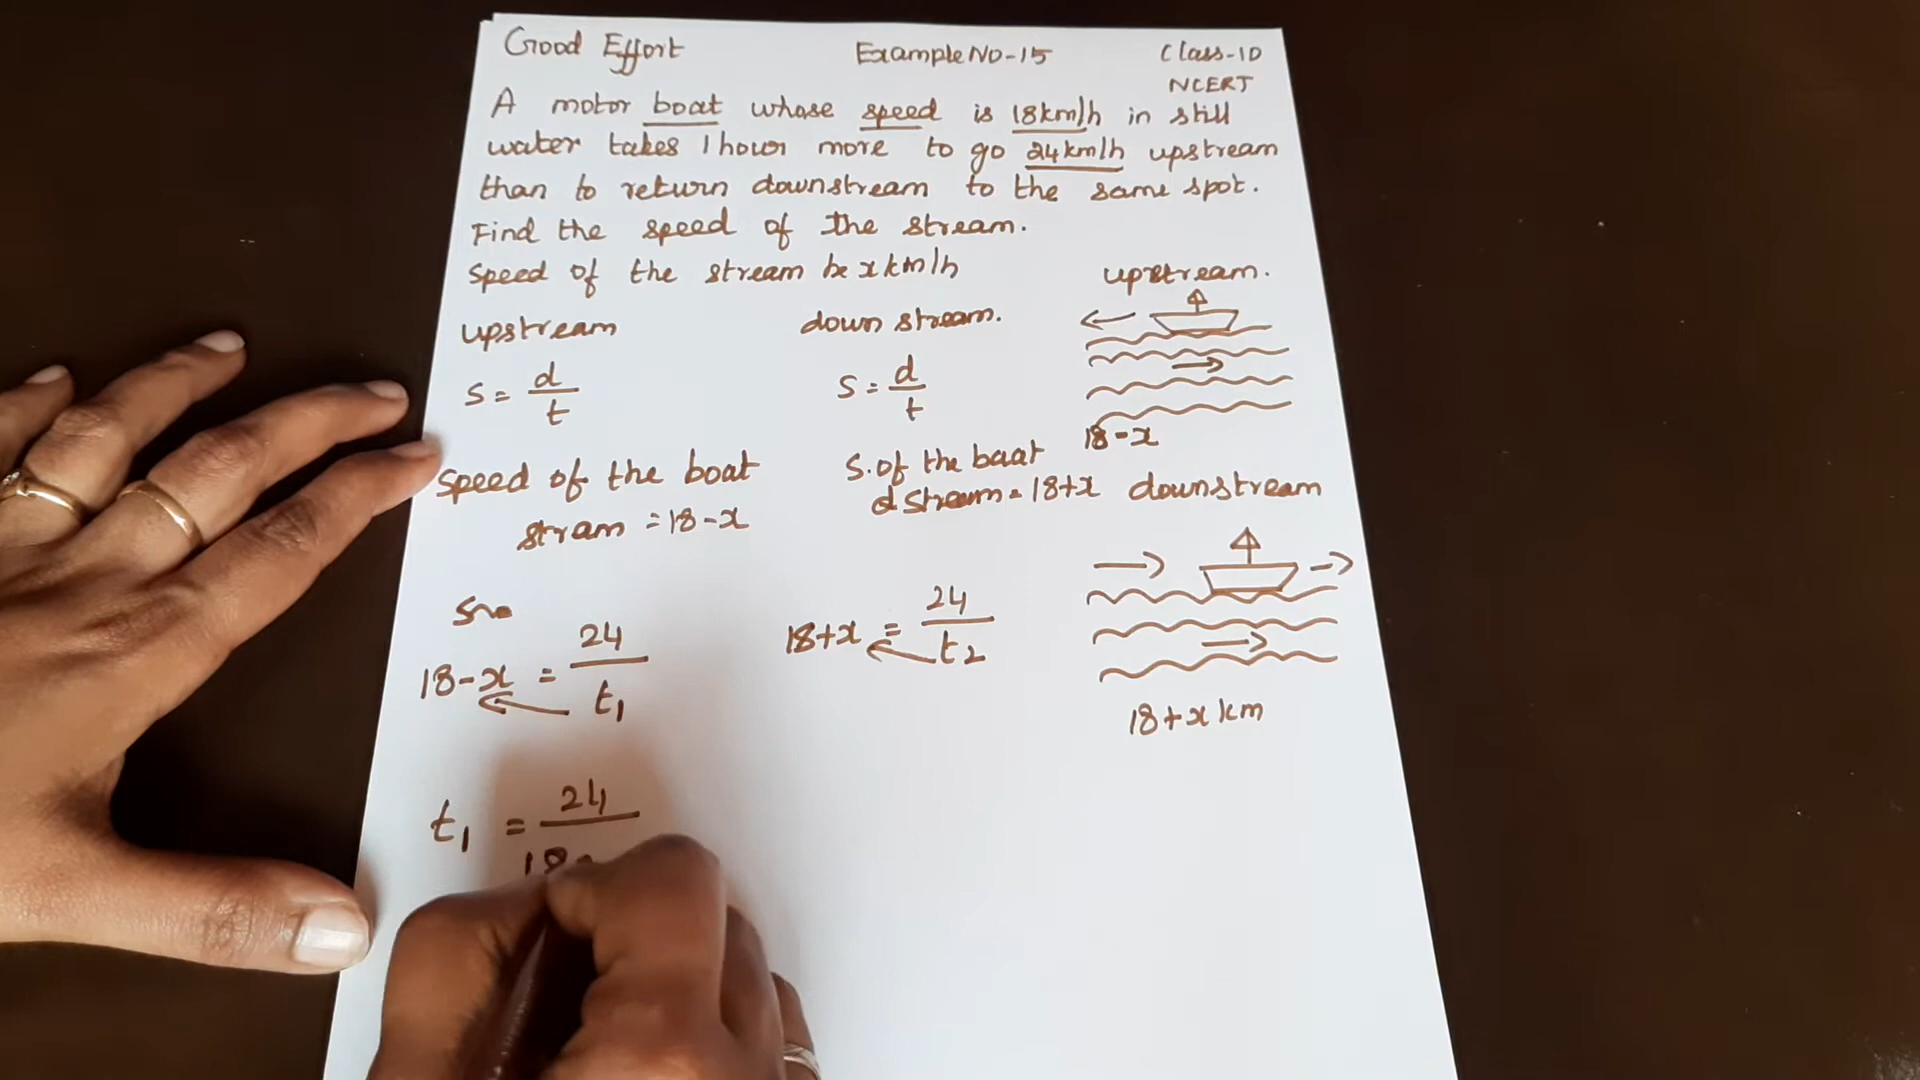 Good Effort Example No-15 Class-10
NCERT
A motor boat whose speed is 18km/h in still
water takes 1 hour more to go 24km/h upstream
than to return downstream to the same spot.
Find the speed of the stream.
Speed of the stream be x km/h
upstream.
upstream
down stream.
S = d/t
S = d/t
18-x
Speed of the boat
stram = 18-x
S. of the baat
d stream = 18+x
downstream
18-x = 24/t1
18+x = 24/t2
18+x km
t1 = 24/18-